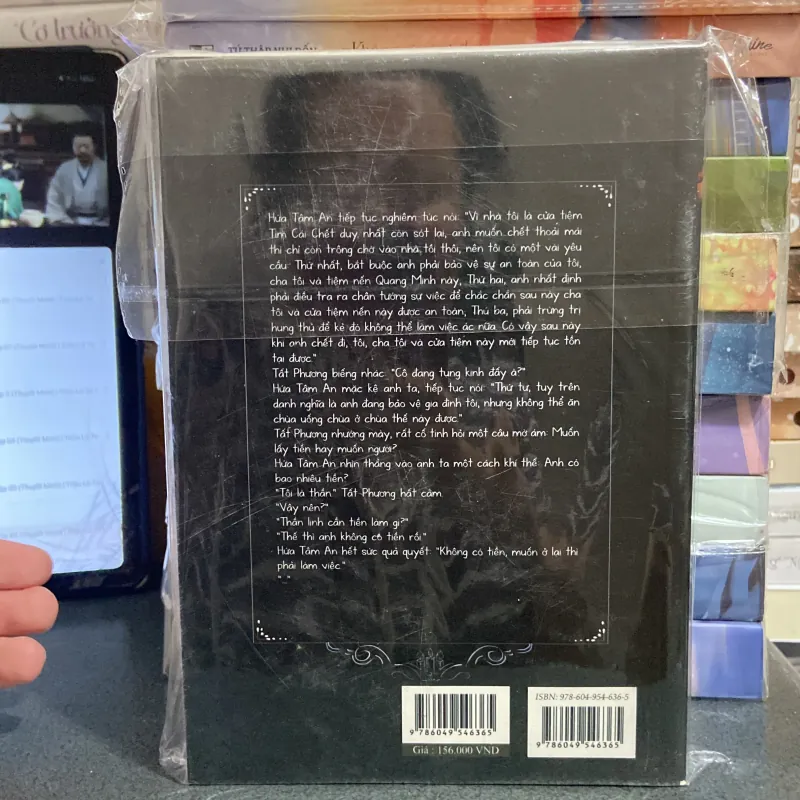 "Cơ trưởng
Hứa Tâm An tiếp tục nghiêm túc nói: "Vì nhà tôi là cửa tiệm
Tìm Cái Chết duy nhất còn sót lại, anh muốn chết thoải mái
thì chỉ còn trông chờ vào nhà tôi thôi, nên tôi có một vài yêu
cầu. Thứ nhất, bắt buộc anh phải bảo vệ sự an toàn của tôi,
cha tôi và tiệm nến Quang Minh này, Thứ hai, anh nhất định
phải điều tra ra chân tướng sự việc để chắc chắn sau này cha
tôi và cửa tiệm nến này được an toàn, Thứ ba, phải trừng trị
hung thủ để kẻ đó không thể làm việc ác nữa. Có vậy sau này
khi anh chết đi, tôi, cha tôi và cửa tiệm này mới tiếp tục tồn
tại được."
Tất Phương biếng nhác: "Cô đang tụng kinh đấy à?"
Hứa Tâm An mặc kệ anh ta, tiếp tục nói: "Thứ tư, tuy trên
danh nghĩa là anh đang bảo vệ gia đình tôi, nhưng không thể ăn
chùa uống chùa ở chùa thế này được."
Tất Phương nhướng mày, rất cố tình hỏi một câu mờ ám: Muốn
lấy tiền hay muốn người?
Hứa Tâm An nhìn thẳng vào anh ta một cách khí thế: Anh có
bao nhiêu tiền?
"Tôi là thần." Tất Phương hất cằm.
"Vậy nên?"
"Thần linh cần tiền làm gì?"
"Thế thì anh không có tiền rồi."
Hứa Tâm An hết sức quả quyết: "Không có tiền, muốn ở lại thì
phải làm việc."
"..."
ISBN: 978-604-954-636-5
9 786049 546365
9 786049 546365
Giá : 156.000 VND